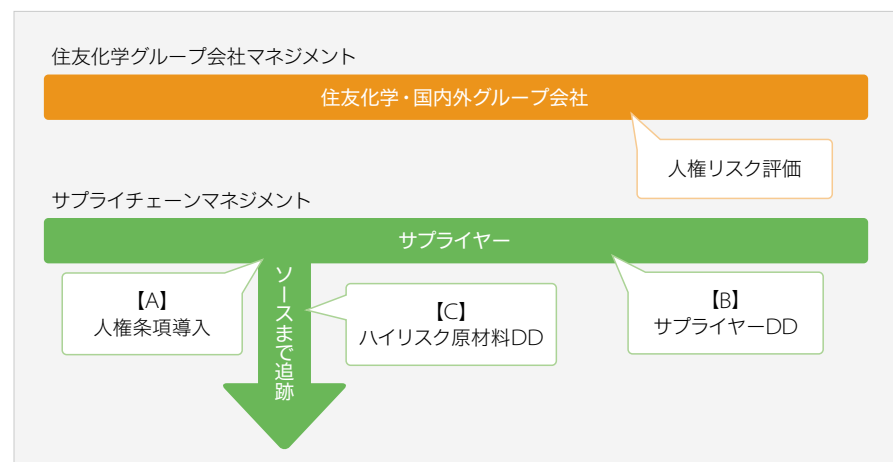 住友化学グループ会社マネジメント
住友化学・国内外グループ会社
人権リスク評価
サプライチェーンマネジメント
サプライヤー
【A】
人権条項導入
ソースまで追跡
【C】
ハイリスク原材料DD
【B】
サプライヤーDD